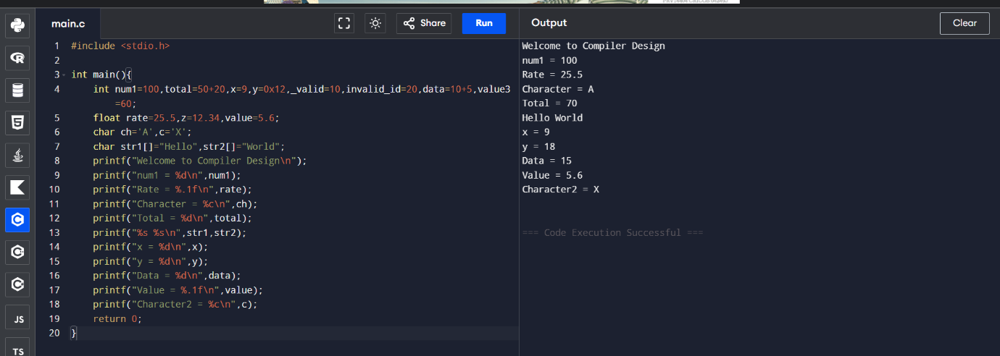 main.c
Share
Run
Output
Clear
1 #include <stdio.h>
2
3 int main(){
4 int num1=100,total=50+20,x=9,y=0x12,_valid=10,invalid_id=20,data=10+5,value3
=60;
5 float rate=25.5,z=12.34,value=5.6;
6 char ch='A',c='X';
7 char str1[]="Hello",str2[]="World";
8 printf("Welcome to Compiler Design\n");
9 printf("num1 = %d\n",num1);
10 printf("Rate = %.1f\n",rate);
11 printf("Character = %c\n",ch);
12 printf("Total = %d\n",total);
13 printf("%s %s\n",str1,str2);
14 printf("x = %d\n",x);
15 printf("y = %d\n",y);
16 printf("Data = %d\n",data);
17 printf("Value = %.1f\n",value);
18 printf("Character2 = %c\n",c);
19 return 0;
20 }
Welcome to Compiler Design
num1 = 100
Rate = 25.5
Character = A
Total = 70
Hello World
x = 9
y = 18
Data = 15
Value = 5.6
Character2 = X
=== Code Execution Successful ===
R
5
C
C
C
JS
TS